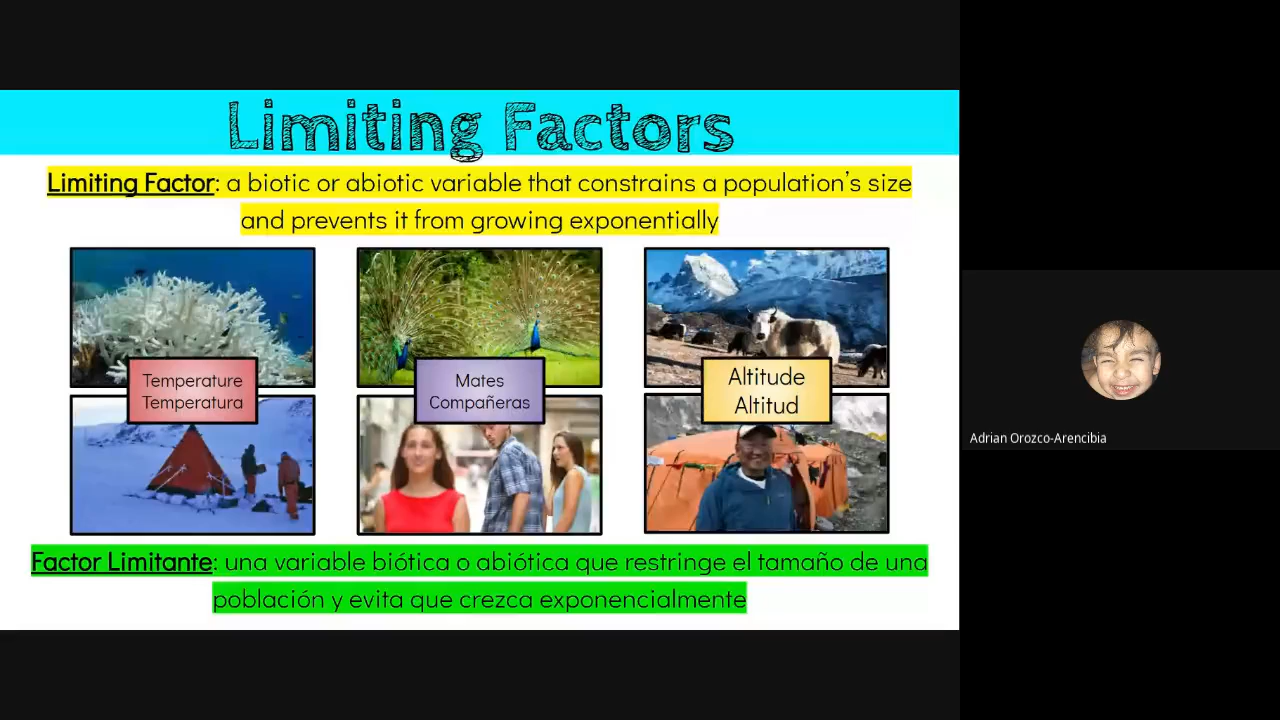 Limiting Factors
Limiting Factor: a biotic or abiotic variable that constrains a population's size
and prevents it from growing exponentially
Temperature
Temperatura
Mates
Compañeras
Altitude
Altitud
Factor Limitante: una variable biótica o abiótica que restringe el tamaño de una
población y evita que crezca exponencialmente
Adrian Orozco-Arencibia